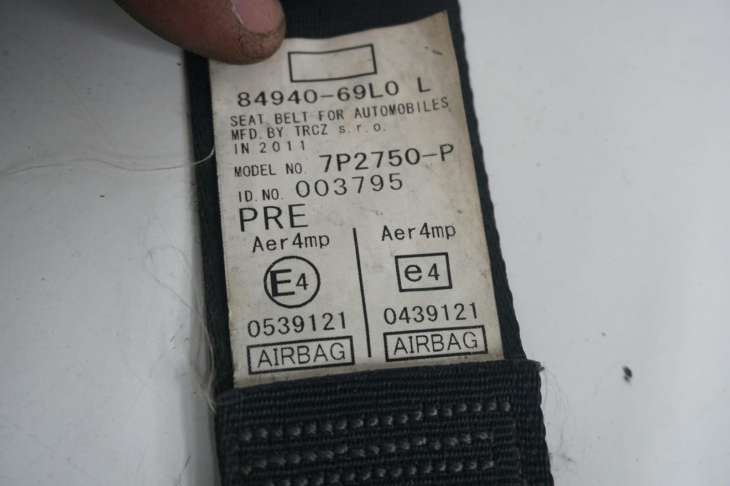 84940-69L0 L
SEAT BELT FOR AUTOMOBILES
MFD. BY TRCZ s.r.o.
IN 2011
MODEL NO. 7P2750-P
ID.NO. 003795
PRE
Aer4mp Aer4mp
E4 e4
0539121 0439121
AIRBAG AIRBAG